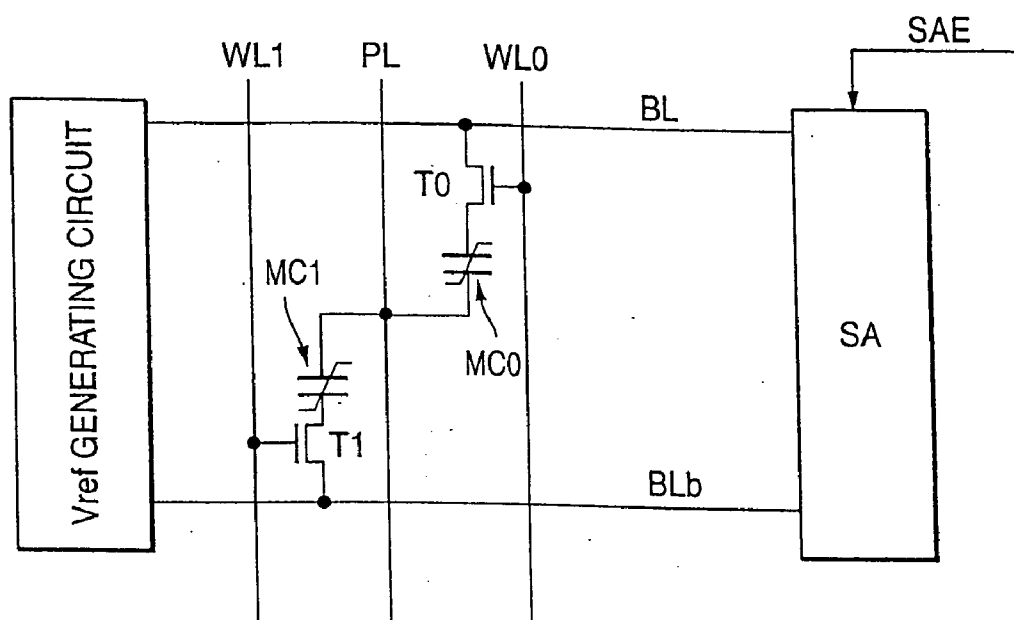 SAE
WL1
PL
WL0
BL
T0
MC1
MC0
T1
BLb
Vref GENERATING CIRCUIT
SA